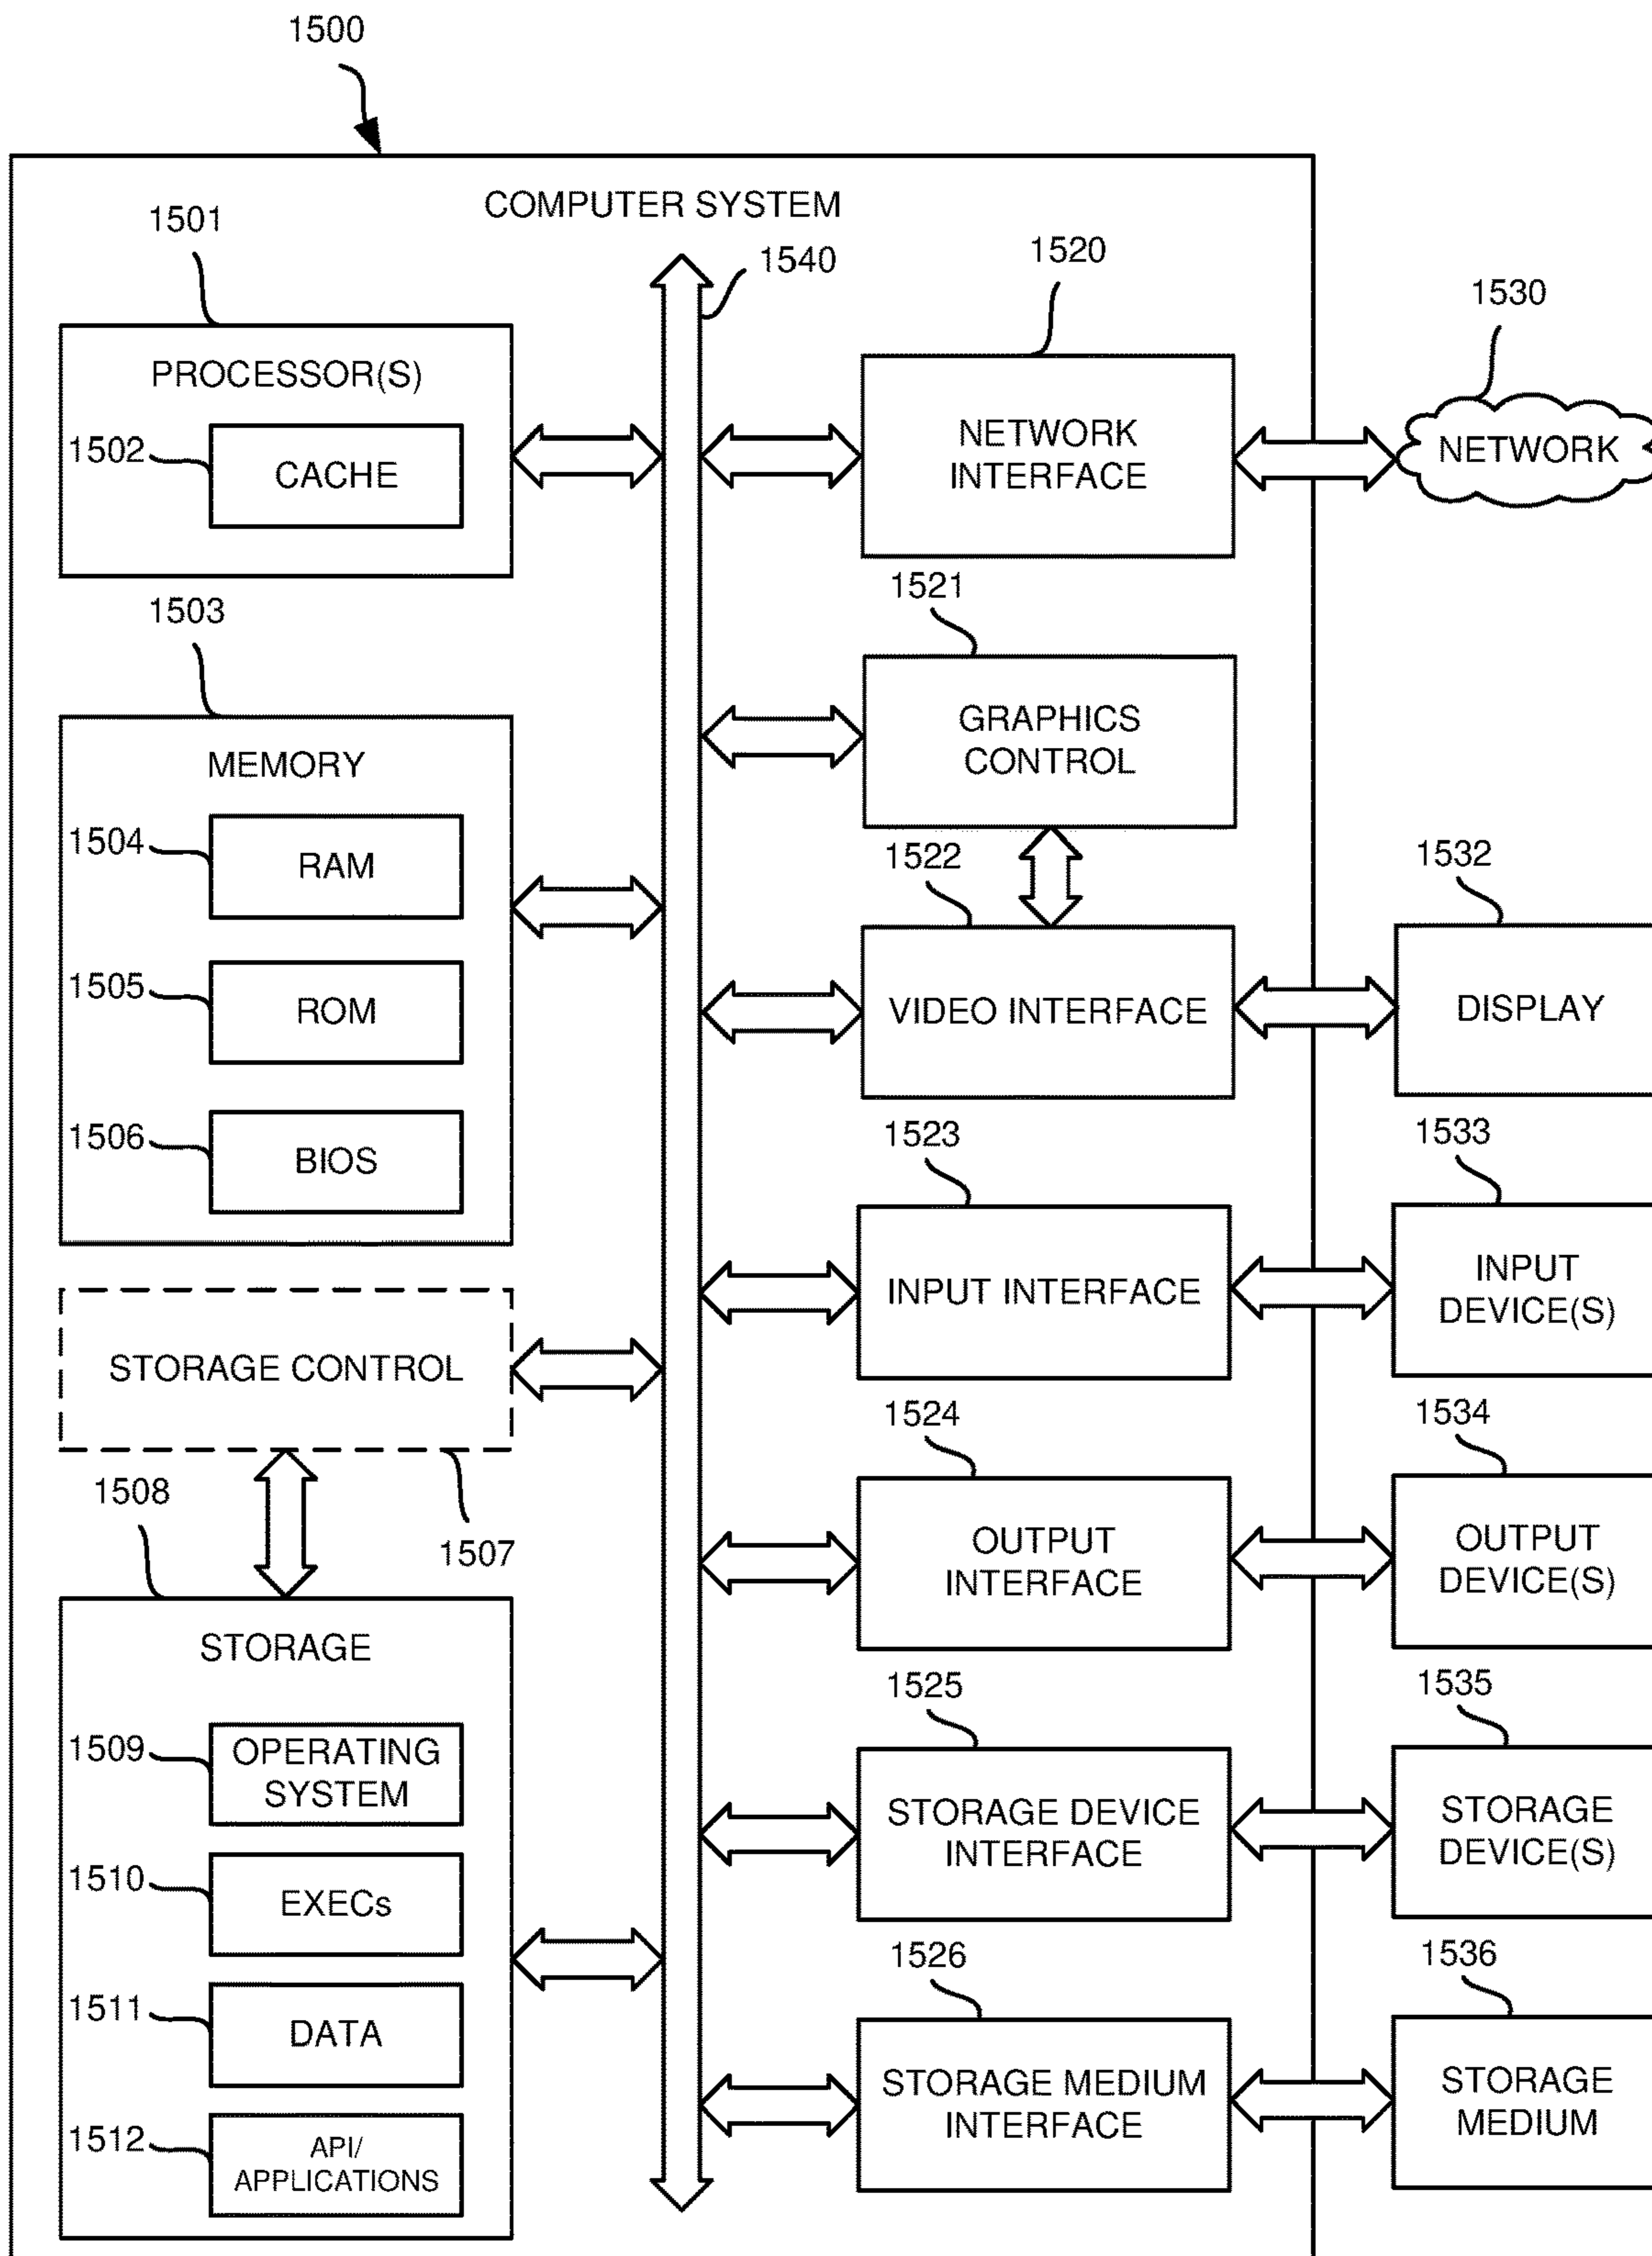 1500
COMPUTER SYSTEM
1540
1501
PROCESSOR(S)
1502
CACHE
1503
MEMORY
1504
RAM
1505
ROM
1506
BIOS
STORAGE CONTROL
1507
1508
STORAGE
1509
OPERATING
SYSTEM
1510
EXECs
1511
DATA
1512
API/
APPLICATIONS
1520
NETWORK
INTERFACE
1530
NETWORK
1521
GRAPHICS
CONTROL
1522
VIDEO INTERFACE
1532
DISPLAY
1523
INPUT INTERFACE
1533
INPUT
DEVICE(S)
1524
OUTPUT
INTERFACE
1534
OUTPUT
DEVICE(S)
1525
STORAGE DEVICE
INTERFACE
1535
STORAGE
DEVICE(S)
1526
STORAGE MEDIUM
INTERFACE
1536
STORAGE
MEDIUM